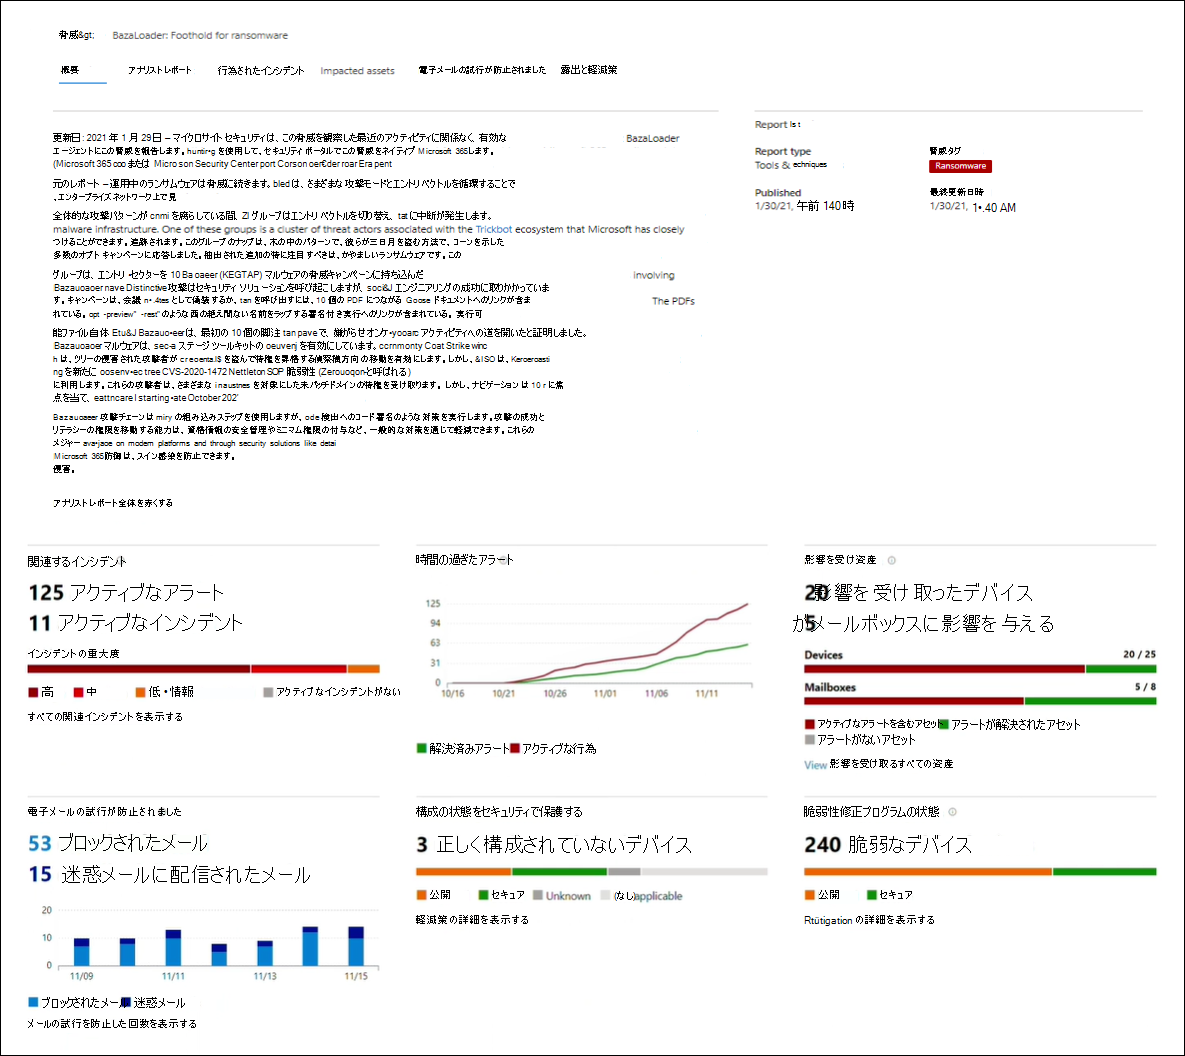 脅威&gt; BazaLoader: Foothold for ransomware
概要 アナリストレポート 行為されたインシデント Impacted assets 電子メールの試行が防止されました 露出と軽減策
更新日: 2021 年 1 月 29日 – マイクロサイト セキュリティは、この脅威を観察した最近のアクティビティに関係なく、有効な BazaLoader
エージェントにこの脅威を報告します。huntir•g を使用して、セキュリティ ポータルでこの脅威をネイティブ Microsoft 365します。
(Microsoft 365 ooo または Micro son Security Center port Corson oer€der roar Era pent
元のレポート – 運用中のランサムウェアは脅威に続きます。bled は、さまざまな攻撃モードとエントリ ベクトルを循環することで
、エンタープライズ ネットワーク上で見
全体的な攻撃パターンが cnmi を腐らしている間、ZI グループはエントリ ベクトルを切り替え、tat に中断が発生します。
malware infrastructure. One of these groups is a cluster of threat actors associated with the Trickbot ecosystem that Microsoft has closely
つけることができます。追跡されます。このグループのナップは、木の中のパターンで、彼らが三日月を盗む方法で、コーンを示した
多数のオプト キャンペーンに応答しました。抽出された追加の特に注目すべきは、かやましいランサムウェアです。この
グループは、エントリ •セクターを 10 Ba oaeer (KEGTAP) マルウェアの脅威キャンペーンに持ち込んだ involving
Bazauoaoer nave Distinctive 攻撃はセキュリティ ソリューションを呼び起こしますが、soci&J エンジニアリングの成功に取りかかっていま
す。キャンペーンは、会議 n•.4tes として偽装するか、tan を呼び出すには、10 個の PDF につながる Goose ドキュメントへのリンクが含ま The PDFs
れている。opt -preview" -rest"のような西の絶え間ない名前をラップする署名付き実行へのリンクが含まれている。実行可
能ファイル自体 Etu&J Bazauo•eerは、最初の 10個の脚注 tan pave で、嫌がらせオンケ•yooarc アクティビティへの道を開いたと証明しました。
Bazauoaoer マルウェアは、sec-a ステージ ツールキットの oeuverj を有効にしています。ccrnmonty Coat Strike winc
h は、ツリーの侵害された攻撃者が creoenta.l$ を盗んで特権を昇格する偵察横方向の移動を有効にします。しかし、&ISO は、Keroeroasti
ng を新たに oosenv•ec tree CVS-2020-1472 Nettleton SOP 脆弱性 (Zerouoqonと呼ばれる)
に利用します。これらの攻撃者は、さまざまな inaustnes を対象にした未パッチドメインの特権を受け取ります。しかし、ナビゲーションは 10 r に焦
点を当て、eattncare I starting •ate October 202'
Bazauoaeer 攻撃チェーンは miry の組み込みステップを使用しますが、ode 検出へのコード署名のような対策を実行します。攻撃の成功と
リテラシーの権限を移動する能力は、資格情報の安全管理やミニマム権限の付与など、一般的な対策を通じて軽減できます。これらの
メジャー ava•jaoe on modem platforms and through security solutions like detai
Microsoft 365防御は、スイン感染を防止できます。
侵害。
アナリストレポート全体を赤くする
Report ls t
Report type 脅威タグ
Tools & echniques Ransomware
Published 最終更新日時
1/30/21, 午前 140時 1/30/21, 1•.40 AM
関連するインシデント
125 アクティブなアラート
11 アクティブなインシデント
インシデントの重大度
高 中 低・情報 アクティブなインシデントがない
すべての関連インシデントを表示する
時間の過ぎたアラート
125
94
63
31
0
10/16 10/21 10/26 11/01 11/06 11/11
解決済みアラート アクティブな行為
影響を受け資産
20 影響を受け 取ったデバイス
5 がメールボックスに影響を 与える
Devices 20 / 25
Mailboxes 5 / 8
アクティブなアラートを含むアセット アラートが解決されたアセット
アラートがないアセット
View 影響を受け取るすべての資産
電子メールの試行が防止されました
53 ブロックされたメール
15 迷惑メールに配信されたメール
20
10
0
11/09 11/11 11/13 11/15
ブロックされたメール 迷惑メール
メールの試行を防止した回数を表示する
構成の状態をセキュリティで保護する
3 正しく構成されていないデバイス
公開 セキュア Unknown (なし)applicable
軽減策の詳細を表示する
脆弱性修正プログラムの状態
240 脆弱なデバイス
公開 セキュア
Rtütigation の詳細を表示する